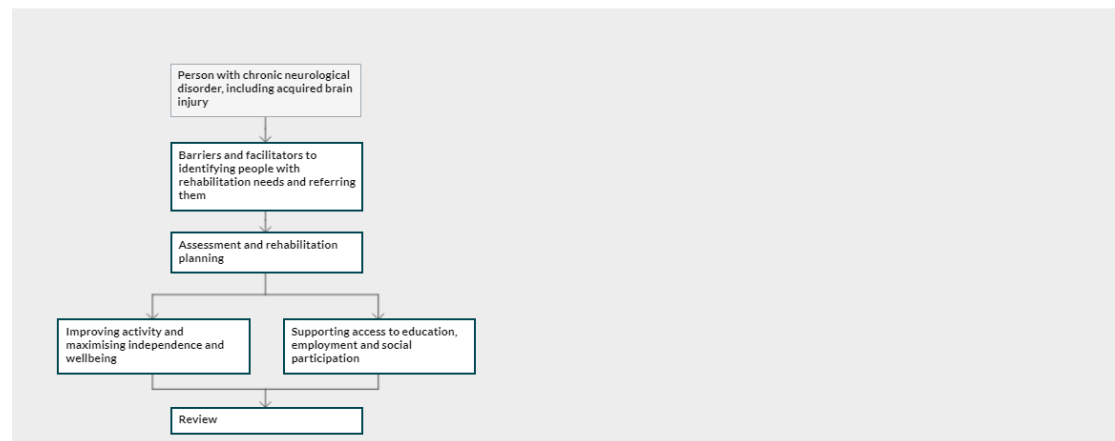 Person with chronic neurological
disorder, including acquired brain
injury
Barriers and facilitators to
identifying people with
rehabilitation needs and referring
them
Assessment and rehabilitation
planning
Improving activity and
maximising independence and
wellbeing
Supporting access to education,
employment and social
participation
Review